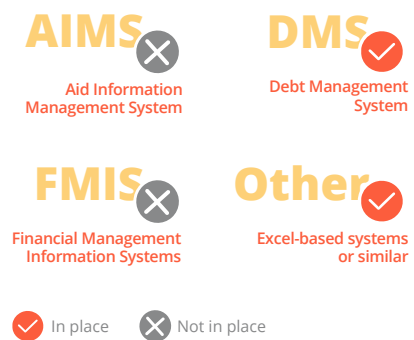 AIMS
Aid Information
Management System
DMS
Debt Management
System
FMIS
Financial Management
Information Systems
Other
Excel-based systems
or similar
In place
Not in place